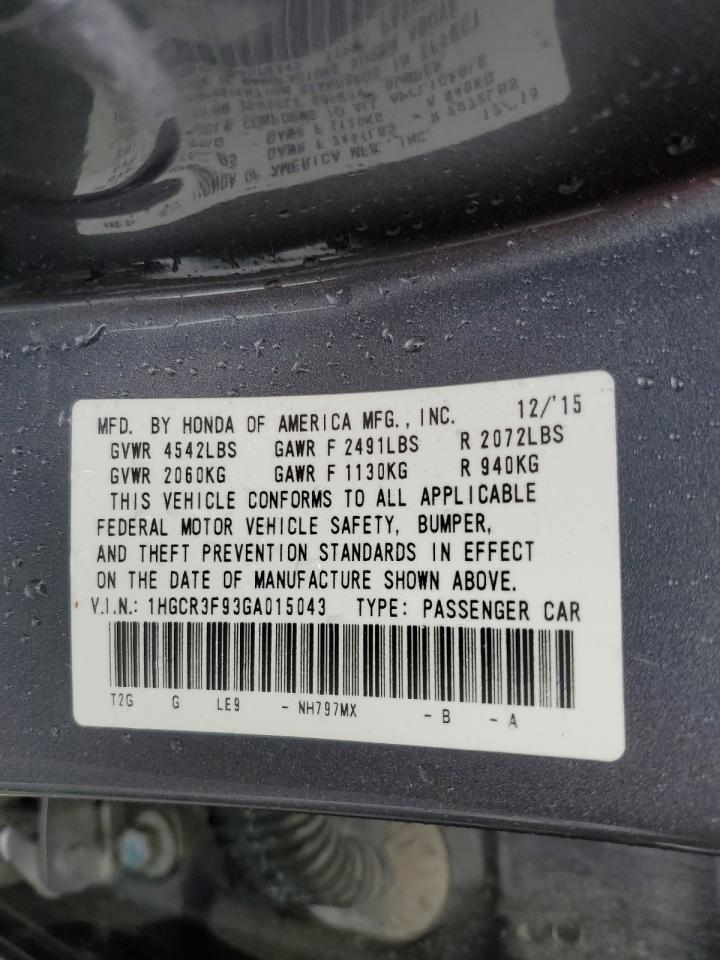 MFD. BY HONDA OF AMERICA MFG., INC. 12/'15
GVWR 4542LBS GAWR F 2491LBS R 2072LBS
GVWR 2060KG GAWR F 1130KG R 940KG
THIS VEHICLE CONFORMS TO ALL APPLICABLE
FEDERAL MOTOR VEHICLE SAFETY, BUMPER,
AND THEFT PREVENTION STANDARDS IN EFFECT
ON THE DATE OF MANUFACTURE SHOWN ABOVE.
V.I.N.: 1HGCR3F93GA015043 TYPE: PASSENGER CAR
T2G G LE9 - NH797MX - B - A